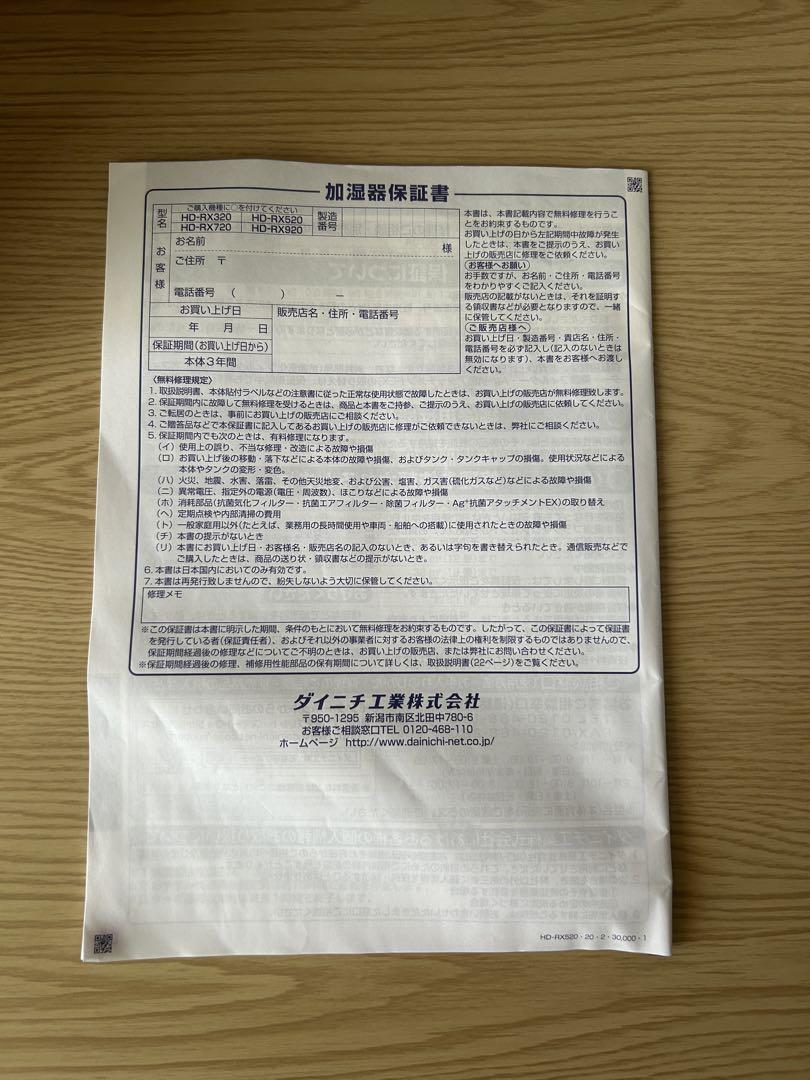 加湿器保証書
ご購入機種に○を付けてください
型名
HD-RX320 HD-RX520
HD-RX720 HD-RX920
製造番号
お客様
お名前 様
ご住所 〒
電話番号 ( ) –
お買い上げ日
年 月 日
保証期間(お買い上げ日から)
本体3年間
販売店名・住所・電話番号
本書は、本書記載内容で無料修理を行うこ
とをお約束するものです。
お買い上げの日から左記期間中故障が発生
したときは、本書をご提示のうえ、お買い上
げの販売店に修理をご依頼ください。
(お客様へお願い)
お手数ですが、お名前・ご住所・電話番号
をわかりやすくご記入ください。
販売店の記載がないときは、それを証明す
る領収書などが必要となりますので、一緒
に保管してください。
(ご販売店様へ)
お買い上げ日・製造番号・貴店名・住所・
電話番号を必ず記入し(記入のないときは
無効になります)、本書をお客様へお渡し
ください。
〈無料修理規定〉
1. 取扱説明書、本体貼付ラベルなどの注意書に従った正常な使用状態で故障したときは、お買い上げの販売店が無料修理致します。
2. 保証期間内に故障して無料修理を受けるときは、商品と本書をご持参、ご提示のうえ、お買い上げの販売店に依頼してください。
3. ご転居のときは、事前にお買い上げの販売店にご相談ください。
4. ご贈答品などで本保証書に記入してあるお買い上げの販売店に修理がご依頼できないときは、弊社にご相談ください。
5. 保証期間内でも次のときは、有料修理になります。
(イ) 使用上の誤り、不当な修理・改造による故障や損傷
(ロ) お買い上げ後の移動・落下などによる本体の故障や損傷、およびタンク・タンクキャップの損傷。使用状況などによる
本体やタンクの変形・変色。
(ハ) 火災、地震、水害、落雷、その他天災地変、および公害、塩害、ガス害(硫化ガスなど)などによる故障や損傷
(ニ) 異常電圧、指定外の電源(電圧・周波数)、ほこりなどによる故障や損傷
(ホ) 消耗部品(抗菌気化フィルター・抗菌エアフィルター・除菌フィルター・Ag⁺抗菌アタッチメントEX)の取り替え
(ヘ) 定期点検や内部清掃の費用
(ト) 一般家庭用以外(たとえば、業務用の長時間使用や車両・船舶への搭載)に使用されたときの故障や損傷
(チ) 本書の提示がないとき
(リ) 本書にお買い上げ日・お客様名・販売店名の記入のないとき、あるいは字句を書き替えられたとき。通信販売などで
ご購入したときは、商品の送り状・領収書などの提示がないとき。
6. 本書は日本国内においてのみ有効です。
7. 本書は再発行致しませんので、紛失しないよう大切に保管してください。
修理メモ
※この保証書は本書に明示した期間、条件のもとにおいて無料修理をお約束するものです。したがって、この保証書によって保証書
を発行している者(保証責任者)、およびそれ以外の事業者に対するお客様の法律上の権利を制限するものではありませんので、
保証期間経過後の修理などについてご不明のときは、お買い上げの販売店、または弊社にお問い合わせください。
※保証期間経過後の修理、補修用性能部品の保有期間について詳しくは、取扱説明書(22ページ)をご覧ください。
ダイニチ工業株式会社
〒950-1295 新潟市南区北田中780-6
お客様ご相談窓口TEL 0120-468-110
ホームページ http://www.dainichi-net.co.jp/
HD-RX520・20・2・30,000・1